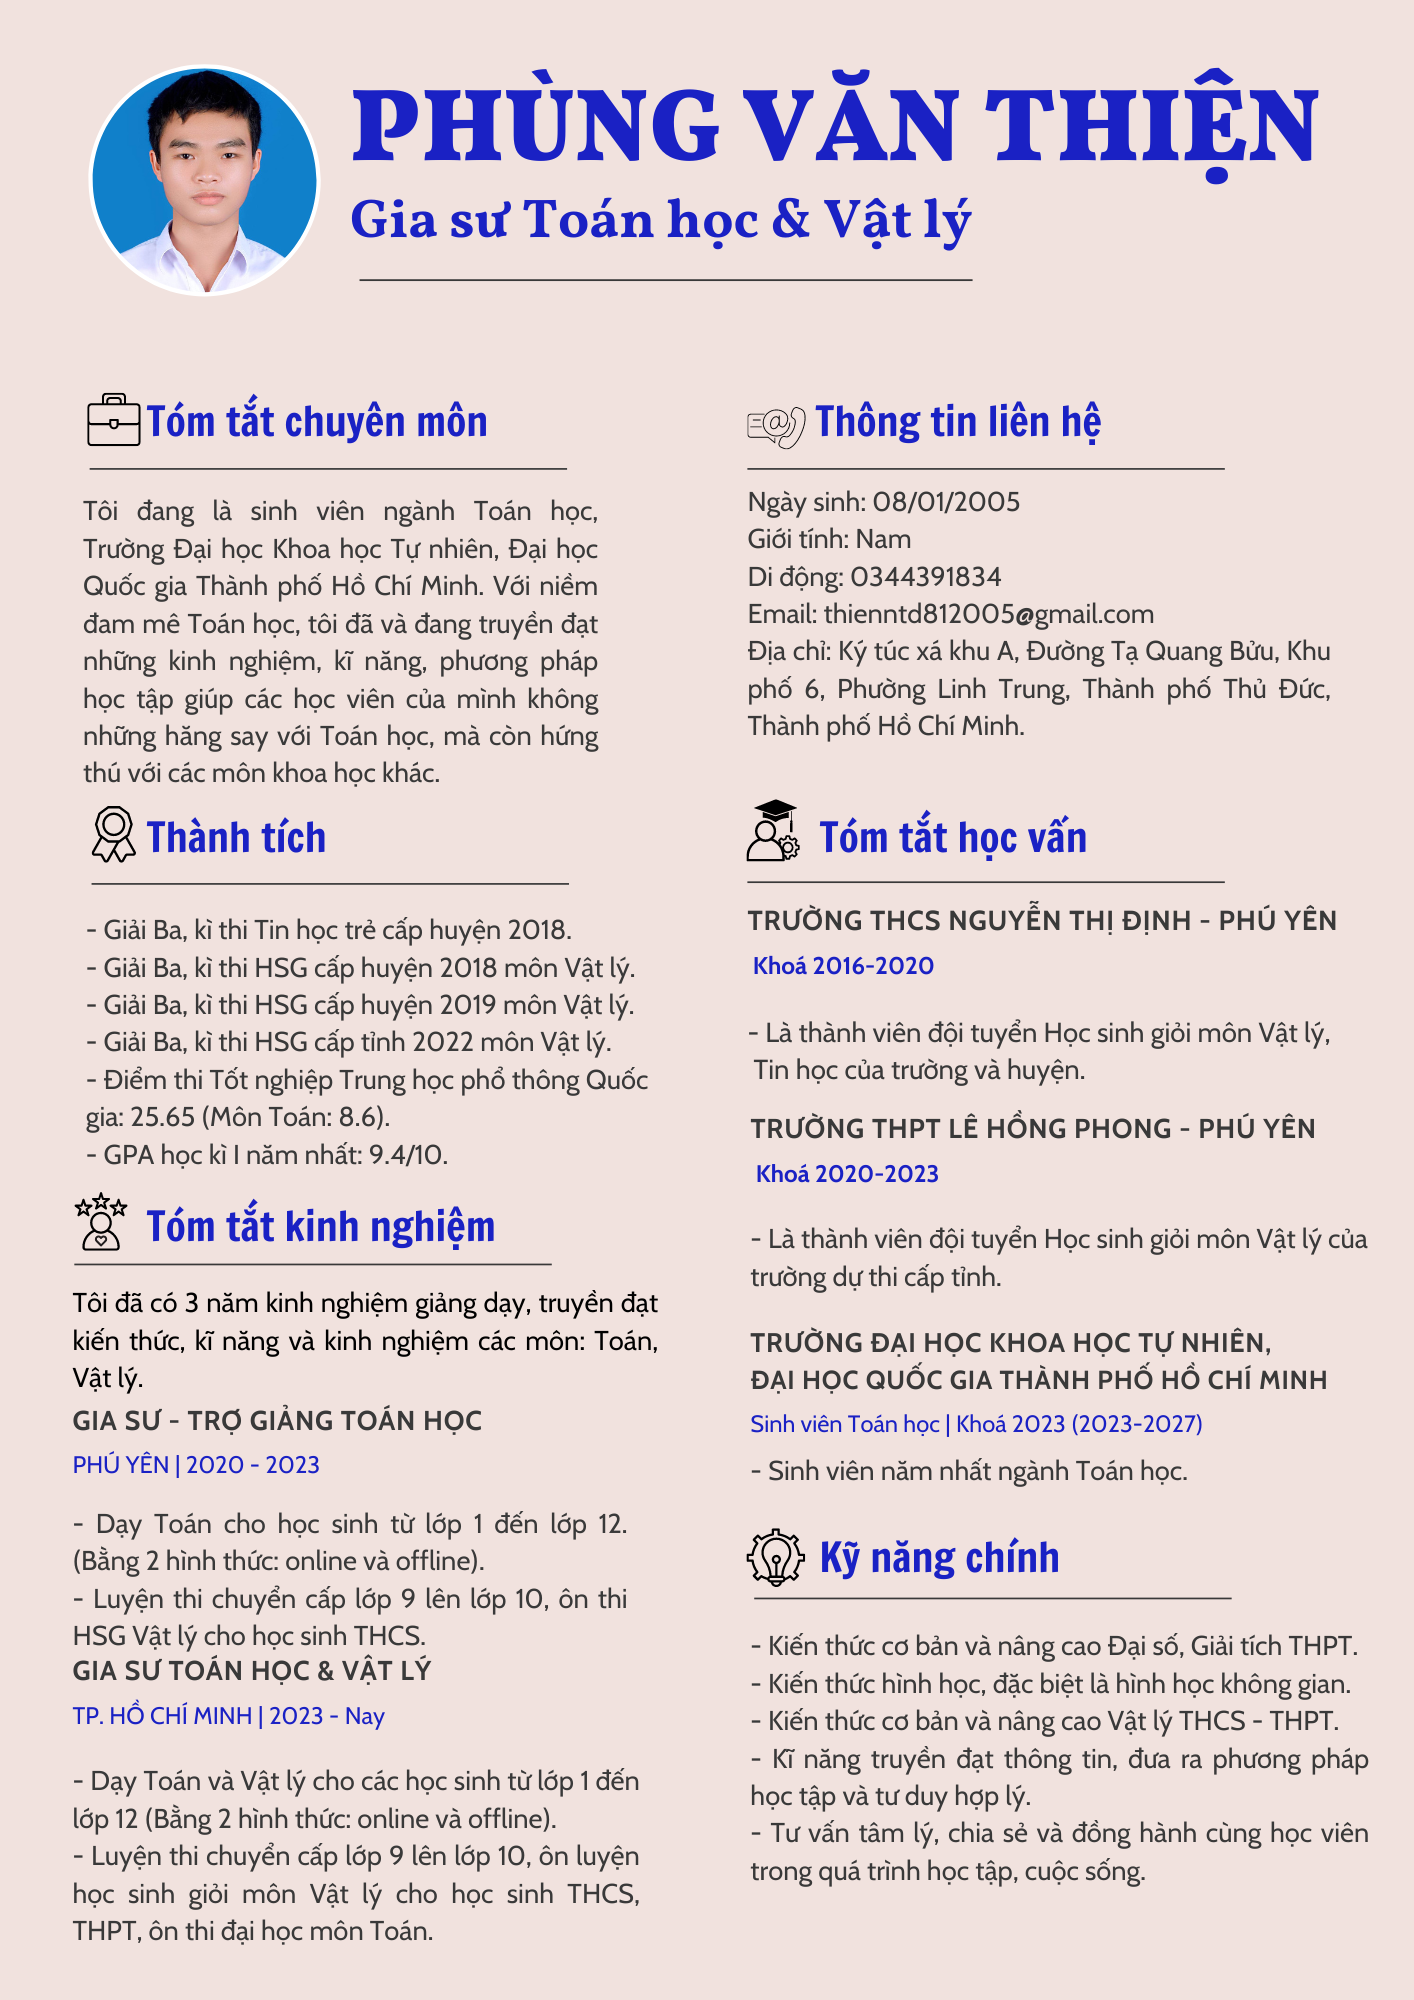 PHÙNG VĂN THIỆN
Gia sư Toán học & Vật lý
Tóm tắt chuyên môn
Tôi đang là sinh viên ngành Toán học,
Trường Đại học Khoa học Tự nhiên, Đại học
Quốc gia Thành phố Hồ Chí Minh. Với niềm
đam mê Toán học, tôi đã và đang truyền đạt
những kinh nghiệm, kĩ năng, phương pháp
học tập giúp các học viên của mình không
những hăng say với Toán học, mà còn hứng
thú với các môn khoa học khác.
Thành tích
- Giải Ba, kì thi Tin học trẻ cấp huyện 2018.
- Giải Ba, kì thi HSG cấp huyện 2018 môn Vật lý.
- Giải Ba, kì thi HSG cấp huyện 2019 môn Vật lý.
- Giải Ba, kì thi HSG cấp tỉnh 2022 môn Vật lý.
- Điểm thi Tốt nghiệp Trung học phổ thông Quốc
gia: 25.65 (Môn Toán: 8.6).
- GPA học kì I năm nhất: 9.4/10.
Tóm tắt kinh nghiệm
Tôi đã có 3 năm kinh nghiệm giảng dạy, truyền đạt
kiến thức, kĩ năng và kinh nghiệm các môn: Toán,
Vật lý.
GIA SƯ - TRỢ GIẢNG TOÁN HỌC
PHÚ YÊN | 2020 - 2023
- Dạy Toán cho học sinh từ lớp 1 đến lớp 12.
(Bằng 2 hình thức: online và offline).
- Luyện thi chuyển cấp lớp 9 lên lớp 10, ôn thi
HSG Vật lý cho học sinh THCS.
GIA SƯ TOÁN HỌC & VẬT LÝ
TP. HỒ CHÍ MINH | 2023 - Nay
- Dạy Toán và Vật lý cho các học sinh từ lớp 1 đến
lớp 12 (Bằng 2 hình thức: online và offline).
- Luyện thi chuyển cấp lớp 9 lên lớp 10, ôn luyện
học sinh giỏi môn Vật lý cho học sinh THCS,
THPT, ôn thi đại học môn Toán.
Thông tin liên hệ
Ngày sinh: 08/01/2005
Giới tính: Nam
Di động: 0344391834
Email: thienntd812005@gmail.com
Địa chỉ: Ký túc xá khu A, Đường Tạ Quang Bửu, Khu
phố 6, Phường Linh Trung, Thành phố Thủ Đức,
Thành phố Hồ Chí Minh.
Tóm tắt học vấn
TRƯỜNG THCS NGUYỄN THỊ ĐỊNH - PHÚ YÊN
Khoá 2016-2020
- Là thành viên đội tuyển Học sinh giỏi môn Vật lý,
Tin học của trường và huyện.
TRƯỜNG THPT LÊ HỒNG PHONG - PHÚ YÊN
Khoá 2020-2023
- Là thành viên đội tuyển Học sinh giỏi môn Vật lý của
trường dự thi cấp tỉnh.
TRƯỜNG ĐẠI HỌC KHOA HỌC TỰ NHIÊN,
ĐẠI HỌC QUỐC GIA THÀNH PHỐ HỒ CHÍ MINH
Sinh viên Toán học | Khoá 2023 (2023-2027)
- Sinh viên năm nhất ngành Toán học.
Kỹ năng chính
- Kiến thức cơ bản và nâng cao Đại số, Giải tích THPT.
- Kiến thức hình học, đặc biệt là hình học không gian.
- Kiến thức cơ bản và nâng cao Vật lý THCS - THPT.
- Kĩ năng truyền đạt thông tin, đưa ra phương pháp
học tập và tư duy hợp lý.
- Tư vấn tâm lý, chia sẻ và đồng hành cùng học viên
trong quá trình học tập, cuộc sống.